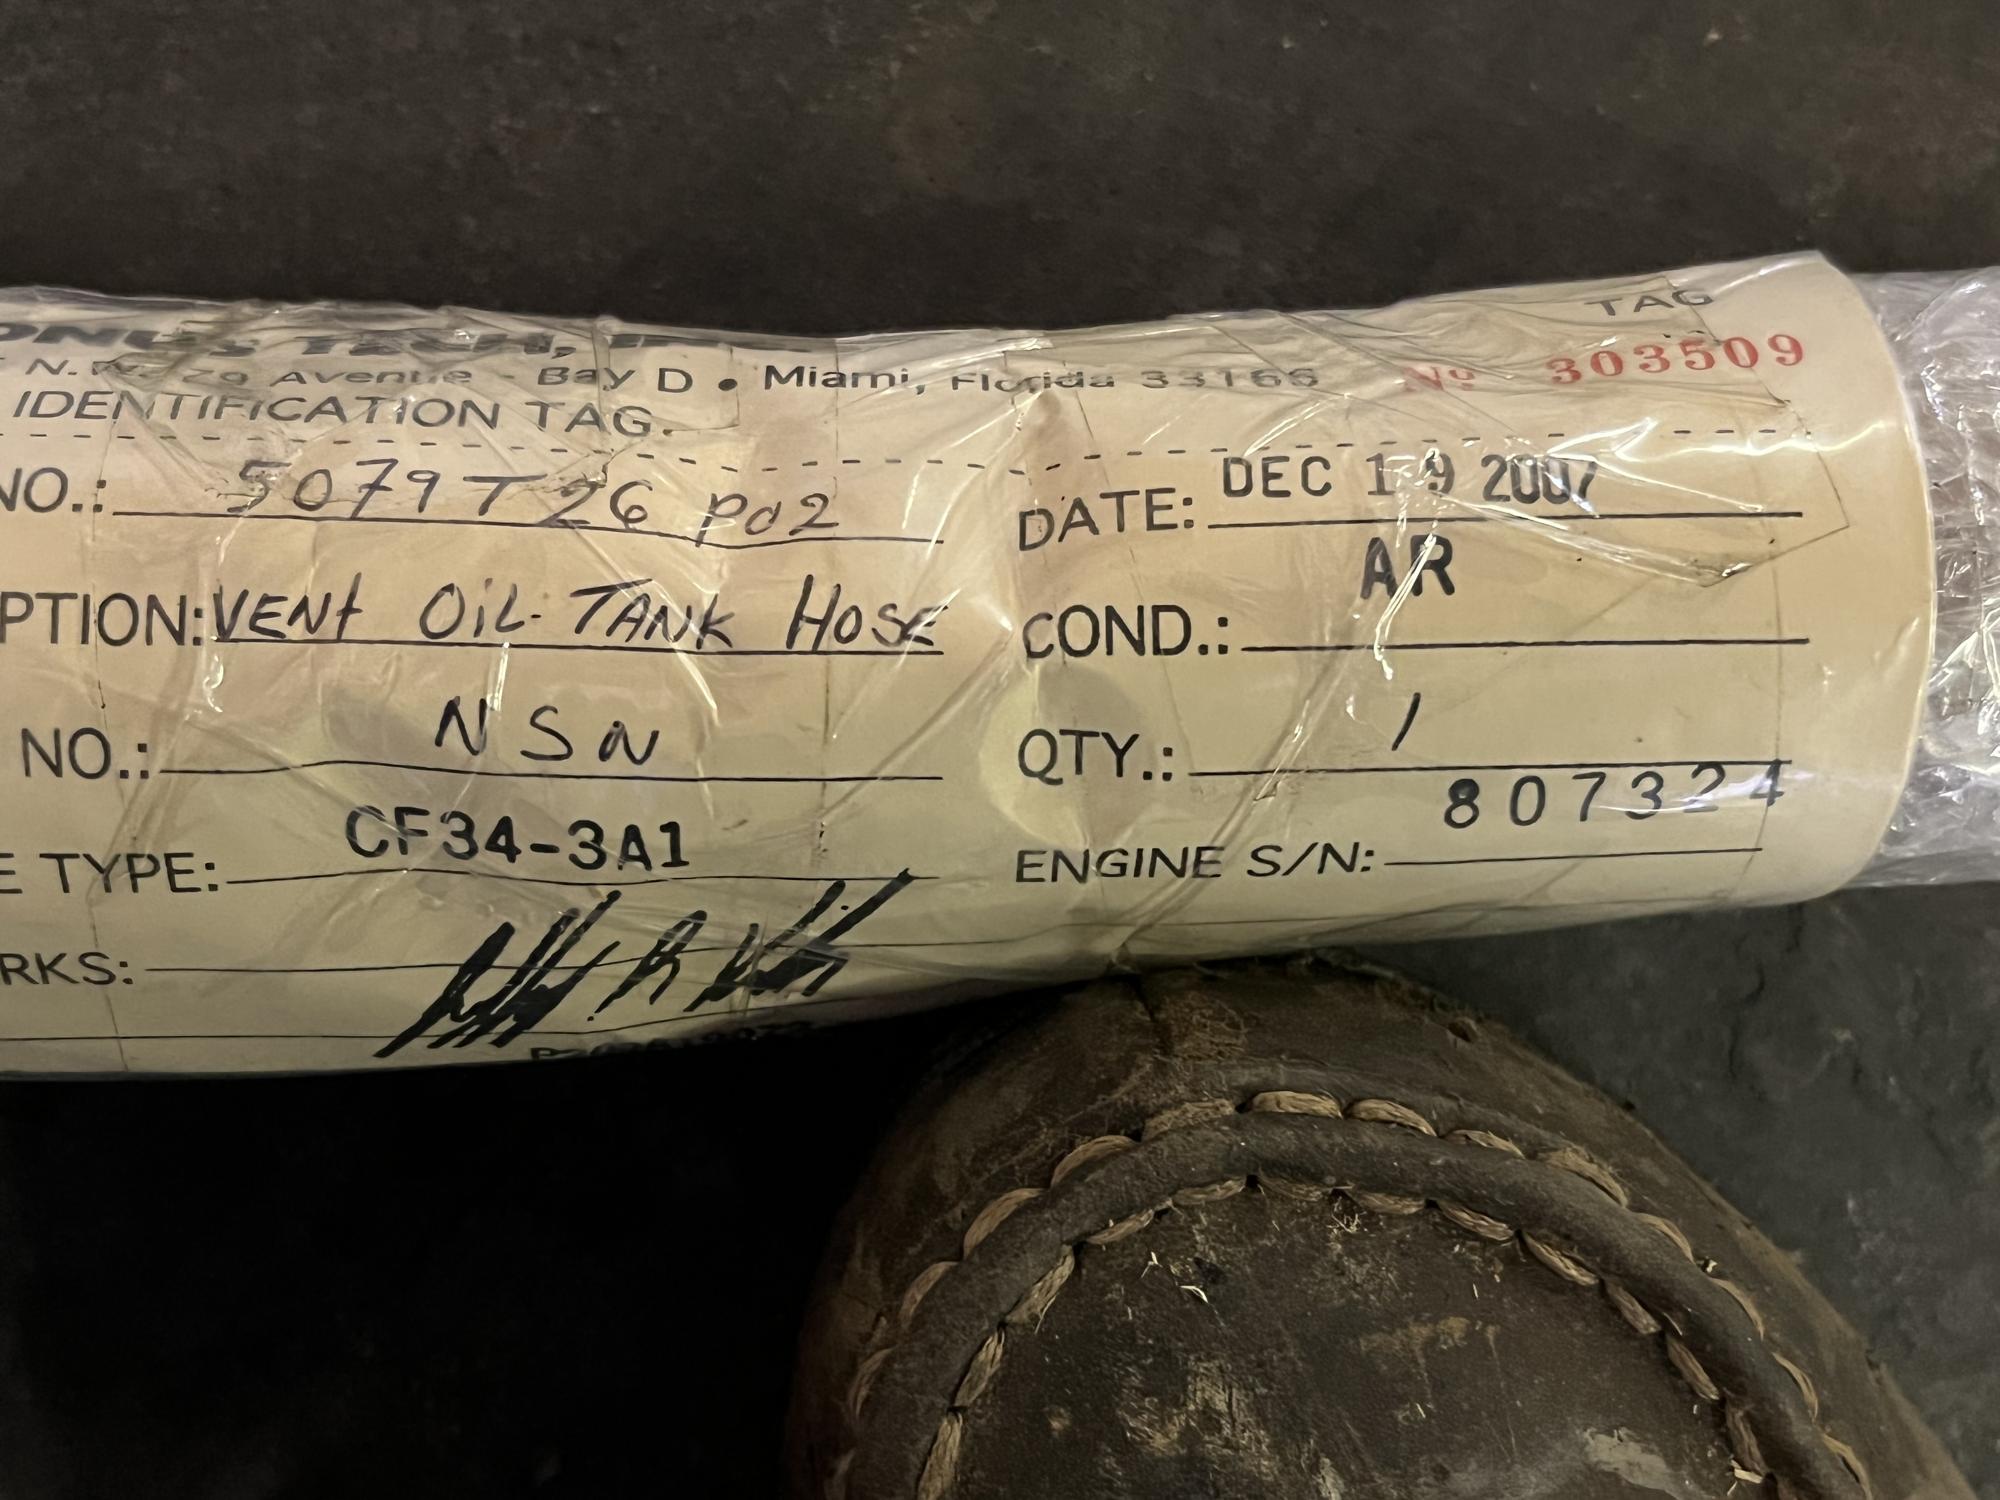 TAG
TECH,
N.W. 79 Avenue - Bay D • Miami, Florida 33166 Nº 303509
IDENTIFICATION TAG.
NO.: 5079T26 P02 DATE: DEC 19 2007
PTION: VENt OiL TANK HOSE COND.: AR
NO.: NSN QTY.: 1
E TYPE: CF34-3A1 ENGINE S/N: 807324
RKS: